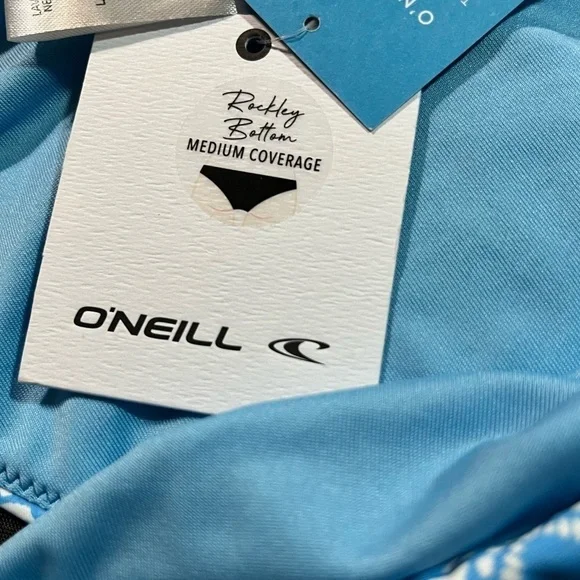 O'N
Rockley
Bottom
MEDIUM COVERAGE
O'NEILL